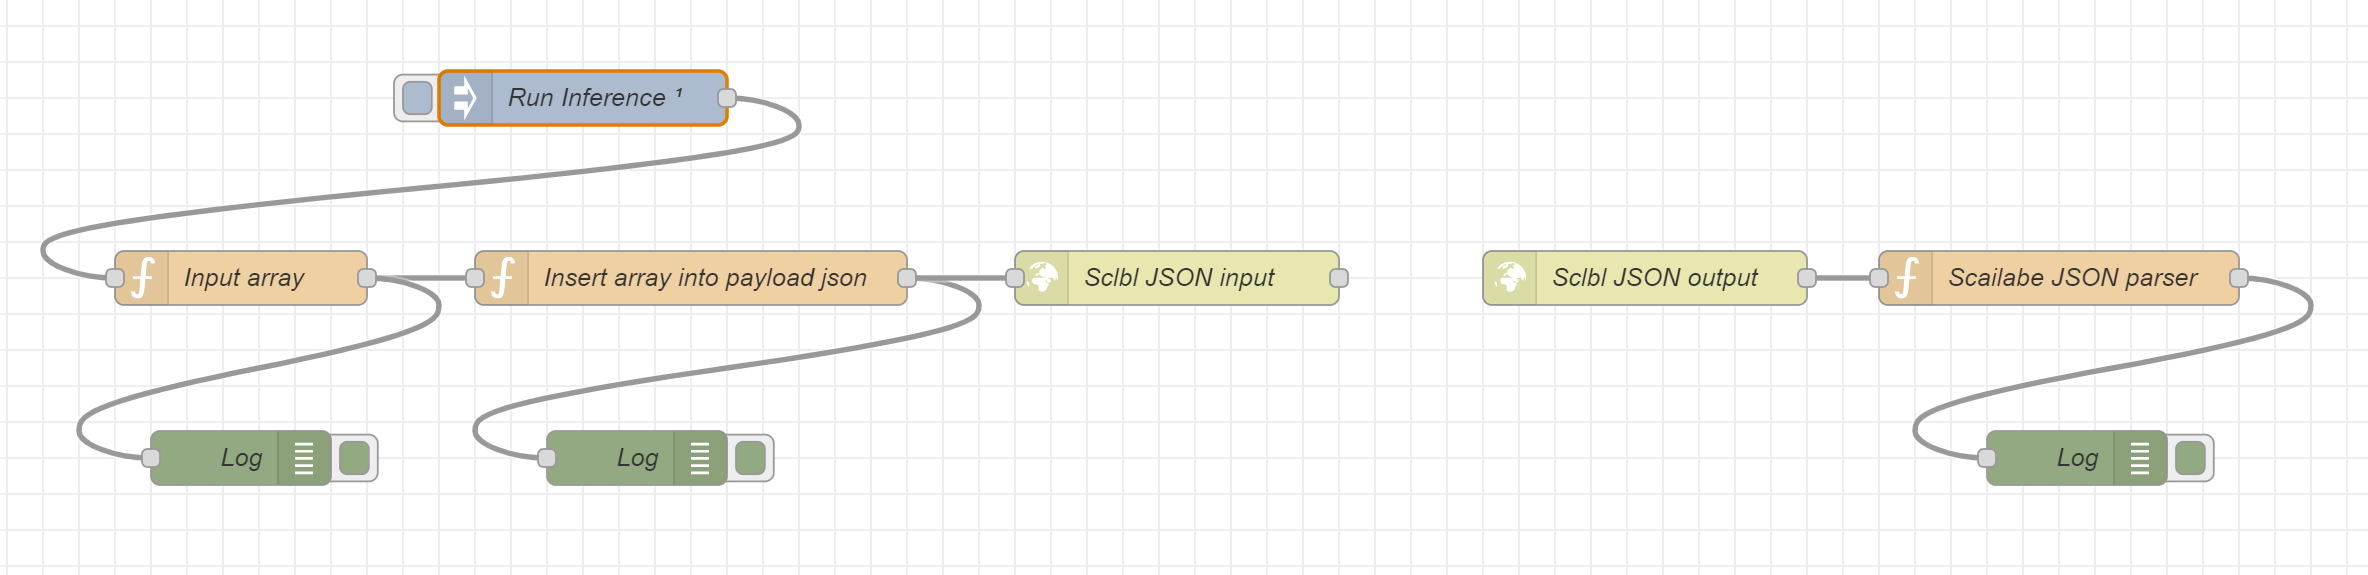 Run Inference ¹
Input array
Insert array into payload json
Sclbl JSON input
Sclbl JSON output
Scailabe JSON parser
Log
Log
Log